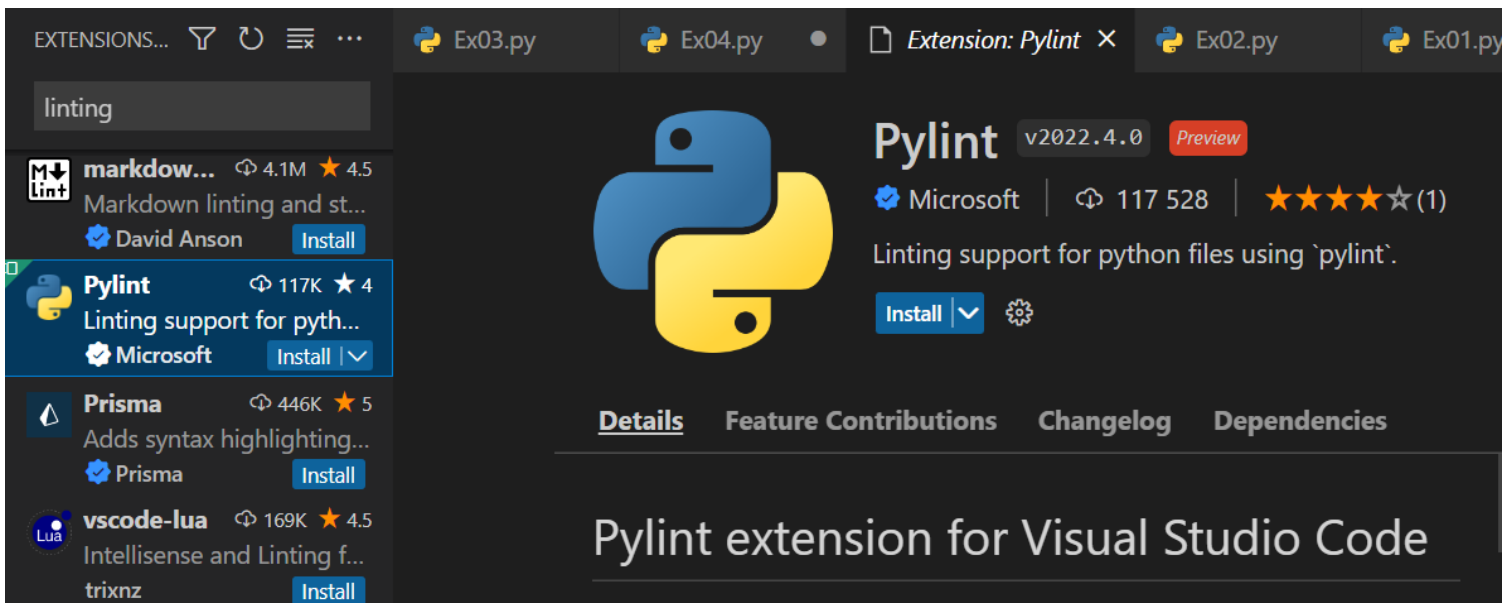 EXTENSIONS...
linting
markdow... 4.1M 4.5
Markdown linting and st...
David Anson Install
Pylint 117K 4
Linting support for pyth...
Microsoft Install
Prisma 446K 5
Adds syntax highlighting...
Prisma Install
vscode-lua 169K 4.5
Intellisense and Linting f...
trixnz Install
Ex03.py Ex04.py Extension: Pylint Ex02.py Ex01.py
Pylint v2022.4.0 Preview
Microsoft 117 528 (1)
Linting support for python files using `pylint`.
Install
Details Feature Contributions Changelog Dependencies
Pylint extension for Visual Studio Code
M
Lint
Lua